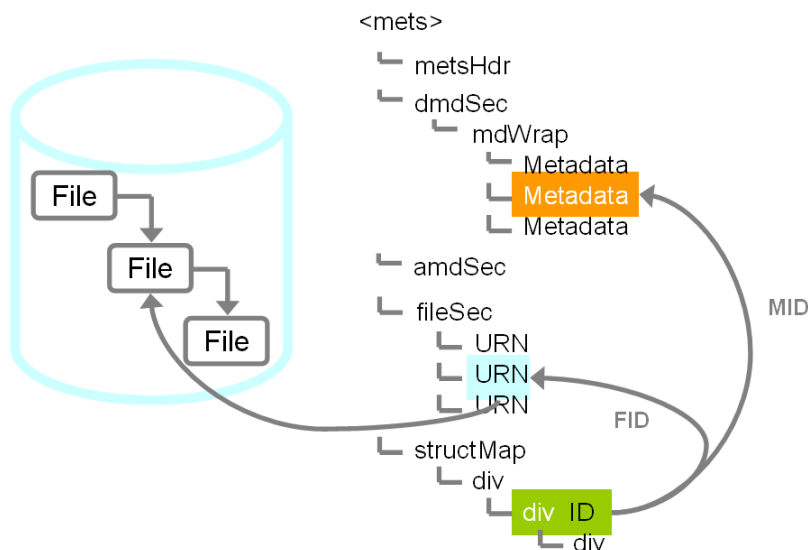 <mets>
metsHdr
dmdSec
mdWrap
Metadata
Metadata
Metadata
amdSec
fileSec
URN
URN
URN
structMap
div
div ID
div
File
File
File
MID
FID